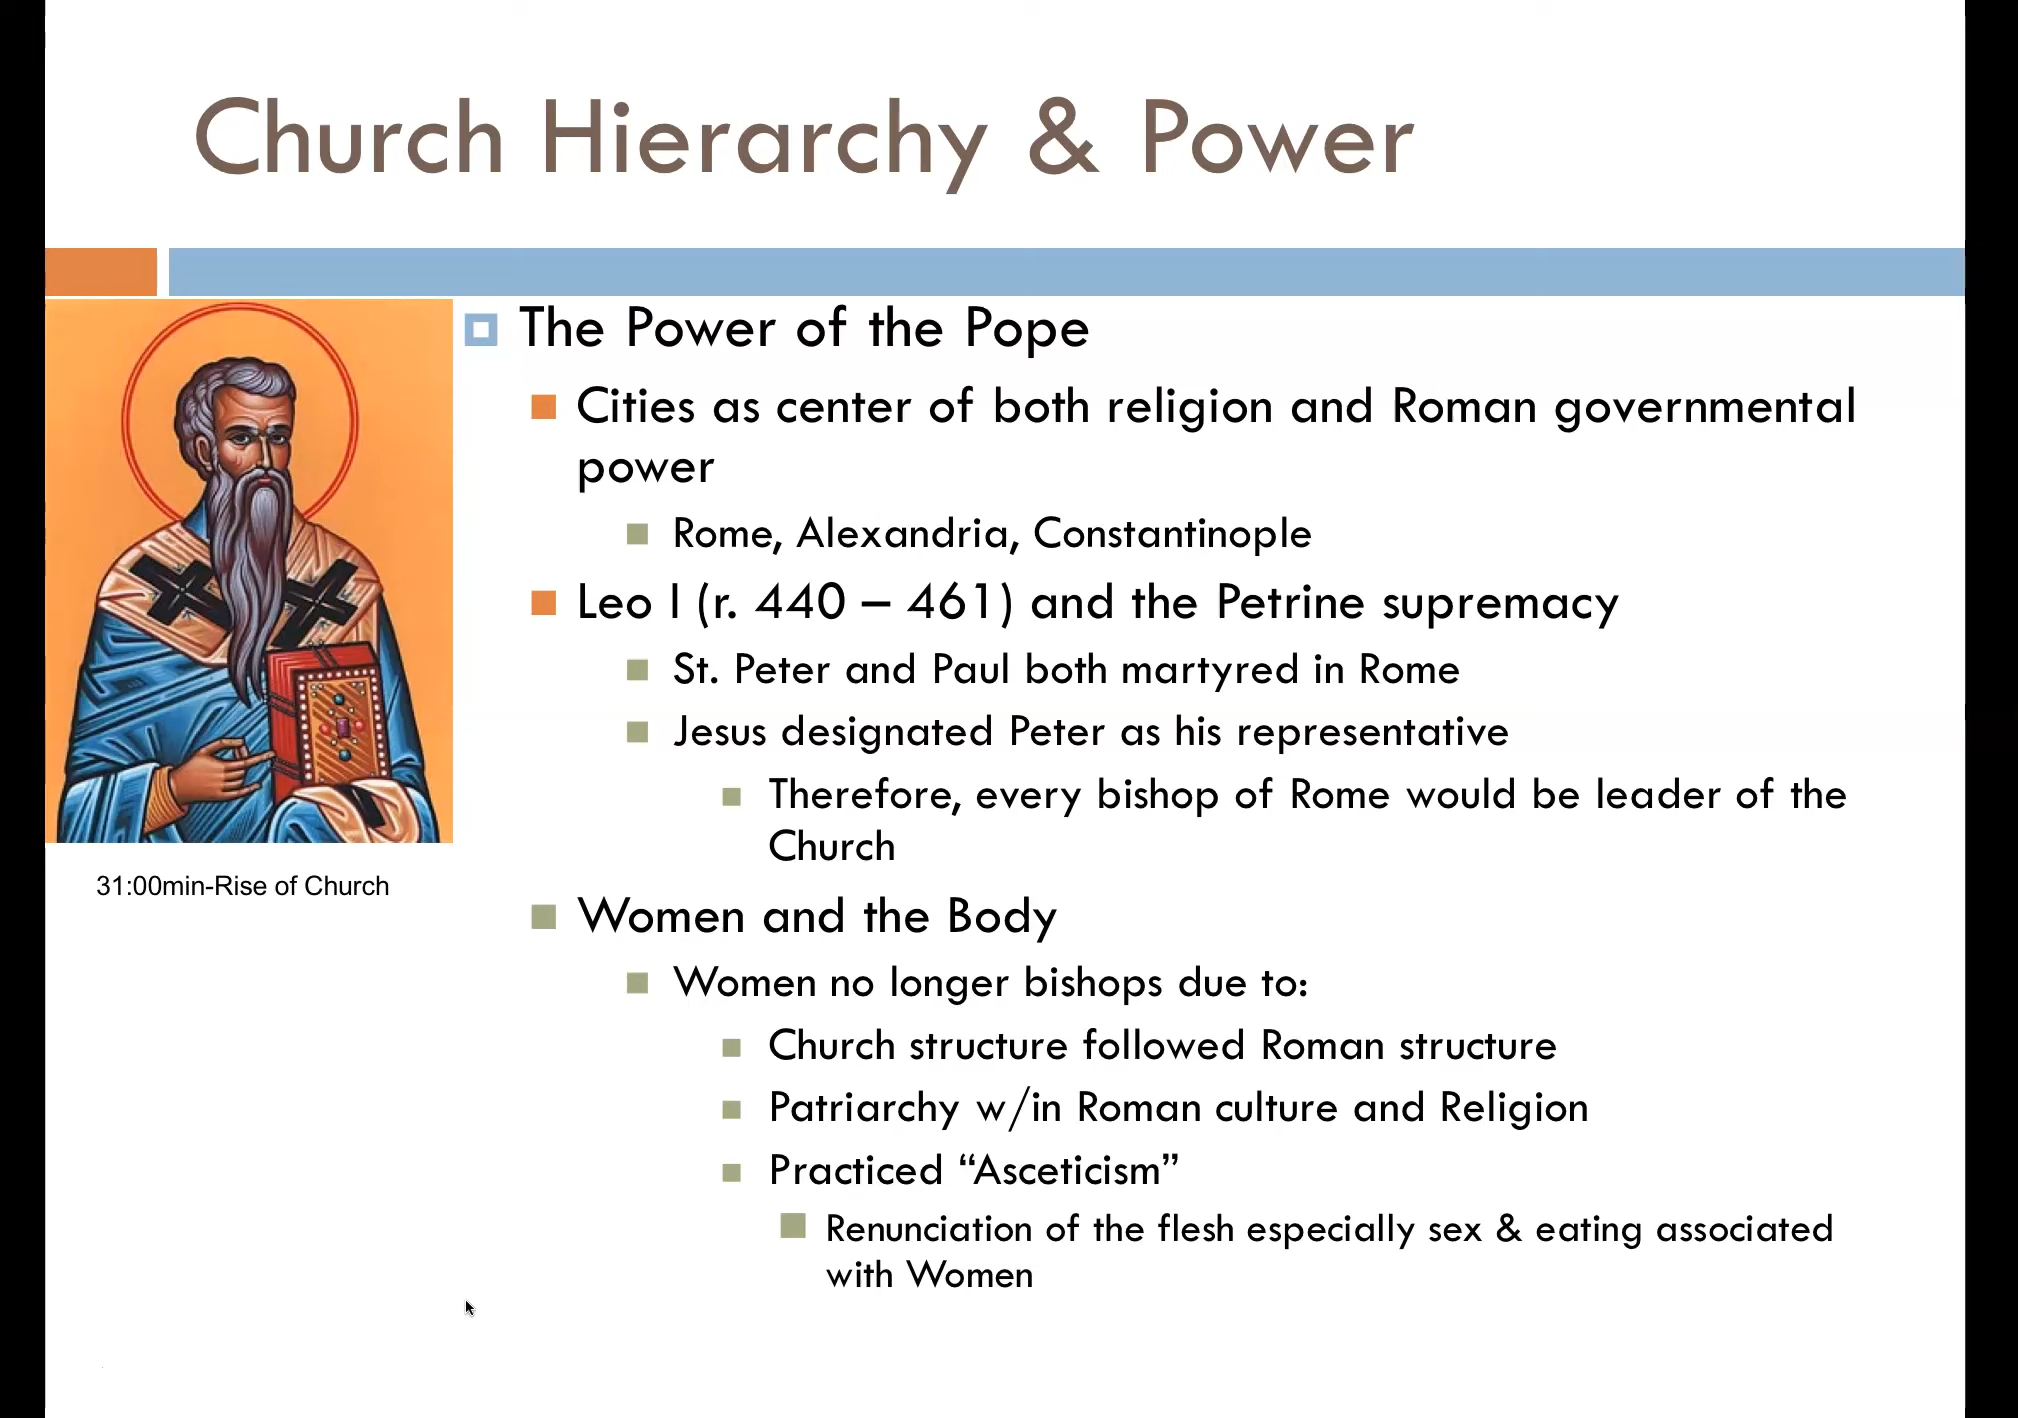 Church Hierarchy & Power
The Power of the Pope
Cities as center of both religion and Roman governmental
power
Rome, Alexandria, Constantinople
Leo I (r. 440 – 461) and the Petrine supremacy
St. Peter and Paul both martyred in Rome
Jesus designated Peter as his representative
Therefore, every bishop of Rome would be leader of the
Church
31:00min-Rise of Church
Women and the Body
Women no longer bishops due to:
Church structure followed Roman structure
Patriarchy w/in Roman culture and Religion
Practiced “Asceticism”
Renunciation of the flesh especially sex & eating associated
with Women